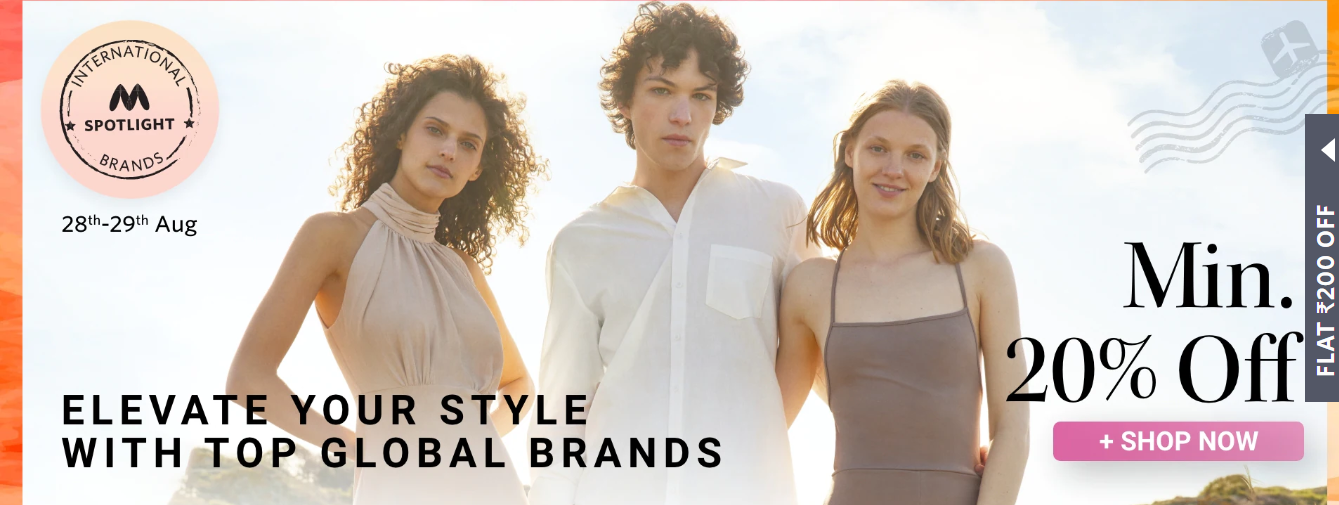 INTERNATIONAL
SPOTLIGHT
BRANDS
28th-29th Aug
ELEVATE YOUR STYLE
WITH TOP GLOBAL BRANDS
Min.
20% Off
+ SHOP NOW
FLAT ₹200 OFF